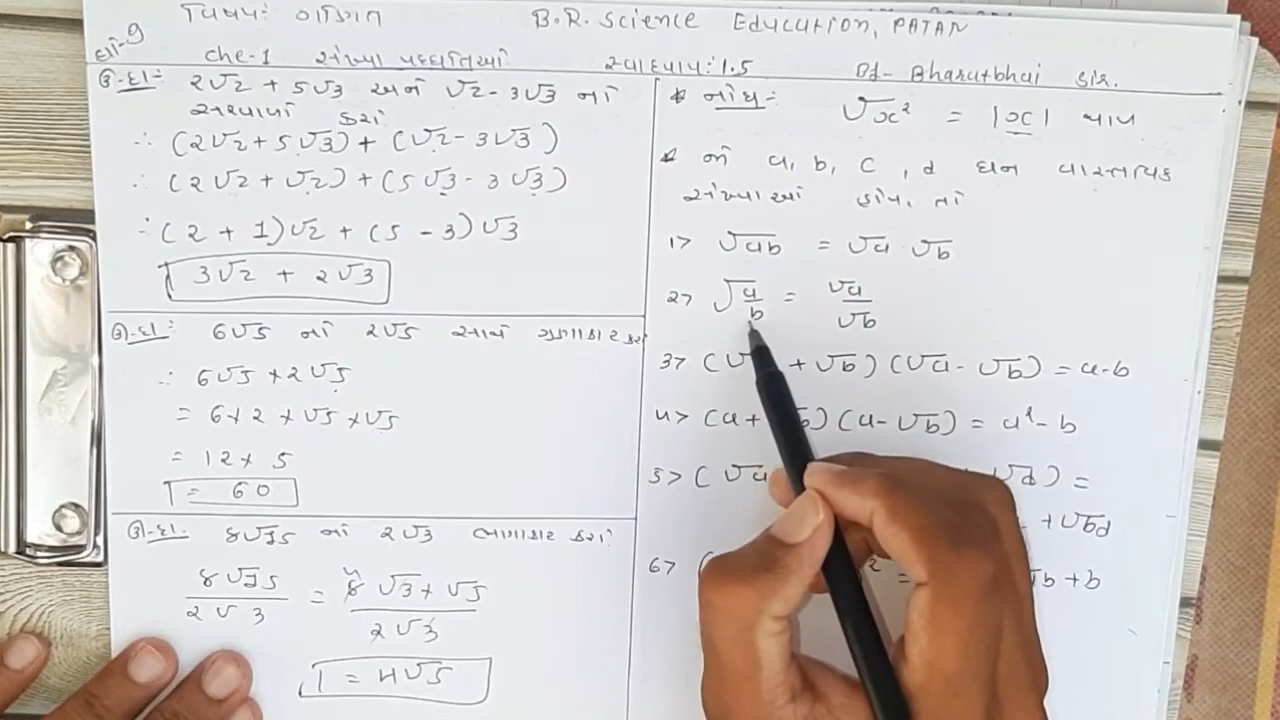 વિષયઃ ગણિત B.R. Science Education, PATAN
ધો-9 che-1 સંખ્યા પદ્ધતિઓ સ્વાધ્યાયઃ 1.5 By- Bharatbhai Sir.
ઉ-દાઃ 2√2 + 5√3 અને √2 - 3√3 નો
સરવાળો કરો
∴ (2√2 + 5√3) + (√2 - 3√3)
∴ (2√2 + √2) + (5√3 - 3√3)
∴ (2 + 1)√2 + (5 - 3)√3
3√2 + 2√3
ઉ-દાઃ 6√5 નો 2√5 સાથે ગુણાકાર કરો
∴ 6√5 × 2√5
= 6 × 2 × √5 × √5
= 12 × 5
= 60
ઉ-દા. 8√15 નો 2√3 ભાગાકાર કરો?
8√15 / 2√3 = 8 √3 × √5 / 2√3
= 4√5
* નોંધઃ √x² = |x| થાય
* જો a, b, c, d ધન વાસ્તવિક
સંખ્યાઓ હોય, તો
1> √ab = √a · √b
2> √a/b = √a/√b
3> (√ + √b) (√a - √b) = a-b
4> (a+ b) (a-√b) = a² - b
5> (√a √d) =
+ √bd
6> ( ² = √b + b